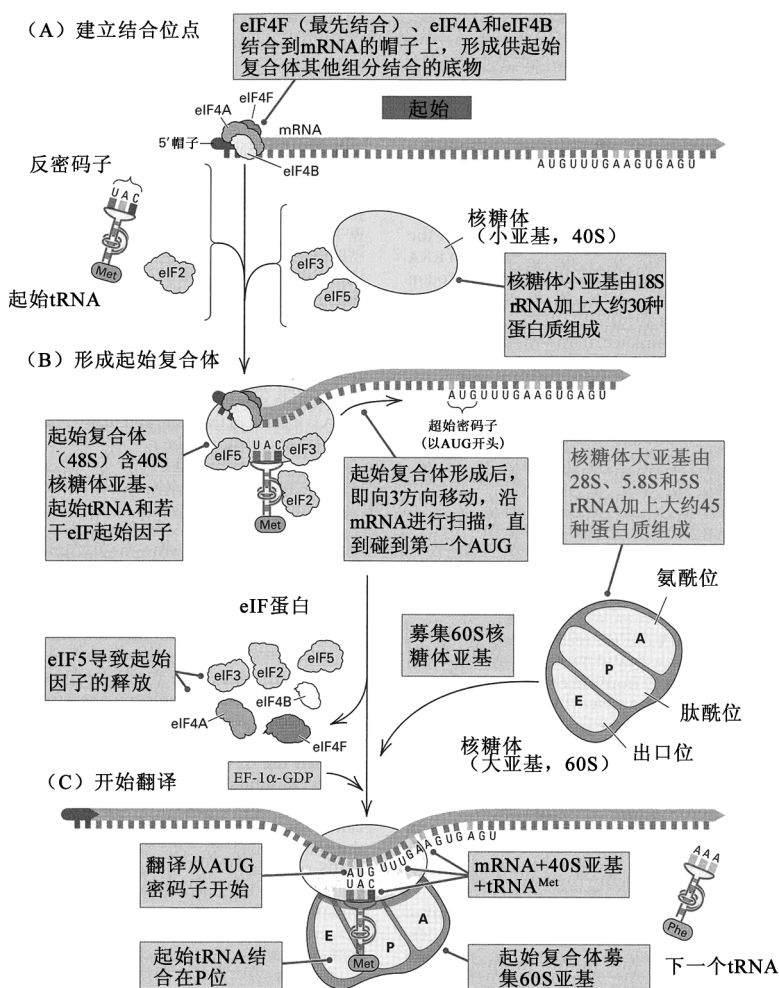 （A）建立结合位点
eIF4F（最先结合）、eIF4A和eIF4B
结合到mRNA的帽子上，形成供起始
复合体其他组分结合的底物
起始
eIF4F
eIF4A
mRNA
5′帽子
eIF4B
AUGUUUGAAGUGAGU
反密码子
UAC
Met
eIF2
起始tRNA
eIF3
eIF5
核糖体
（小亚基，40S）
核糖体小亚基由18S
rRNA加上大约30种
蛋白质组成
（B）形成起始复合体
AUGUUUGAAGUGAGU
超始密码子
（以AUG开头）
起始复合体
（48S）含40S
核糖体亚基、
起始tRNA和若
干eIF起始因子
UAC
eIF5
eIF3
eIF2
Met
起始复合体形成后，
即向3方向移动，沿
mRNA进行扫描，直
到碰到第一个AUG
核糖体大亚基由
28S、5.8S和5S
rRNA加上大约45
种蛋白质组成
eIF蛋白
eIF5导致起始
因子的释放
eIF3
eIF2
eIF5
eIF4B
eIF4A
eIF4F
募集60S核
糖体亚基
氨酰位
A
P
E
肽酰位
出口位
核糖体
（大亚基，60S）
EF-1α-GDP
（C）开始翻译
AUGUUUGAAGUGAGU
UAC
翻译从AUG
密码子开始
mRNA+40S亚基
+tRNAMet
E
P
A
Met
起始tRNA结
合在P位
起始复合体募
集60S亚基
AAA
Phe
下一个tRNA